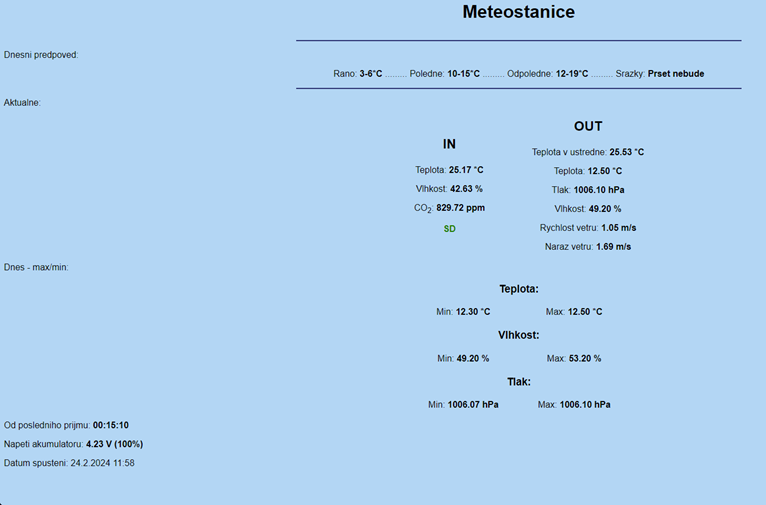 Meteostanice
Dnesni predpoved:
Rano: 3-6°C ......... Poledne: 10-15°C ......... Odpoledne: 12-19°C ......... Srazky: Prset nebude
Aktualne:
IN
Teplota: 25.17 °C
Vlhkost: 42.63 %
CO2: 829.72 ppm
SD
OUT
Teplota v ustredne: 25.53 °C
Teplota: 12.50 °C
Tlak: 1006.10 hPa
Vlhkost: 49.20 %
Rychlost vetru: 1.05 m/s
Naraz vetru: 1.69 m/s
Dnes - max/min:
Teplota:
Min: 12.30 °C Max: 12.50 °C
Vlhkost:
Min: 49.20 % Max: 53.20 %
Tlak:
Min: 1006.07 hPa Max: 1006.10 hPa
Od posledniho prijmu: 00:15:10
Napeti akumulatoru: 4.23 V (100%)
Datum spusteni: 24.2.2024 11:58